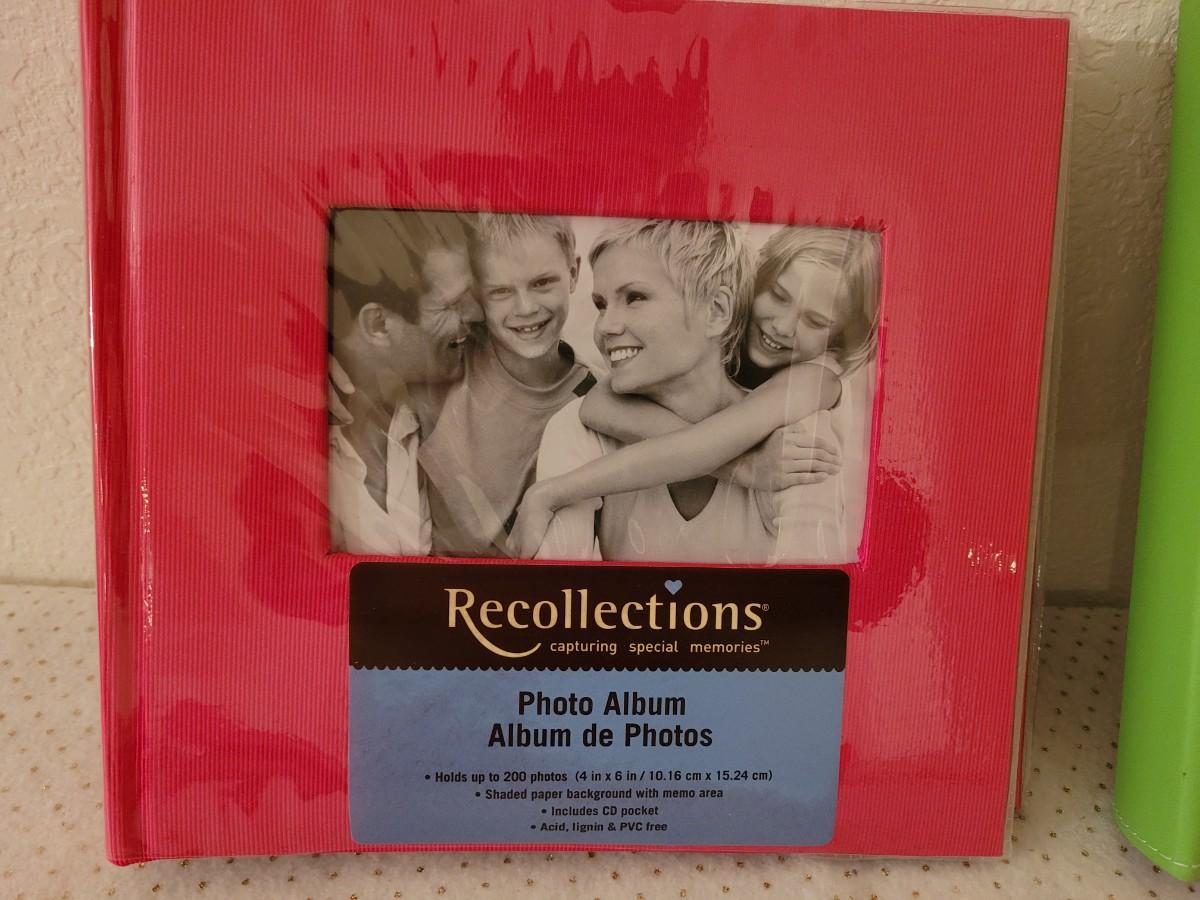 Recollections®
capturing special memories™
Photo Album
Album de Photos
• Holds up to 200 photos (4 in x 6 in / 10.16 cm x 15.24 cm)
• Shaded paper background with memo area
• Includes CD pocket
• Acid, lignin & PVC free